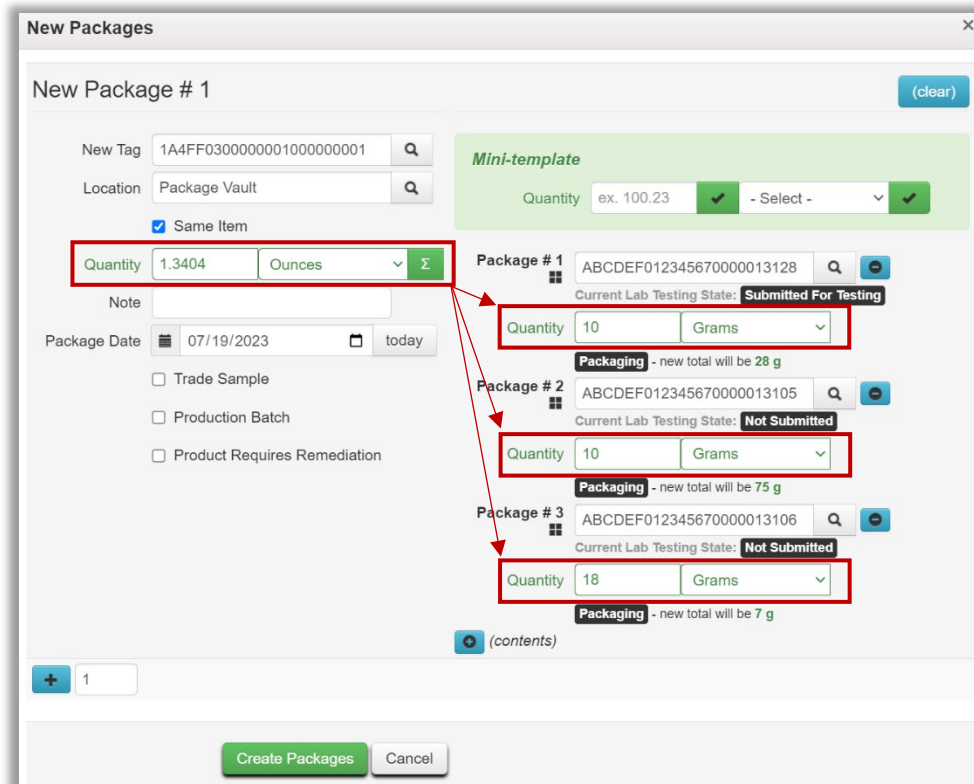 New Packages
×
New Package # 1
(clear)
New Tag 1A4FF0300000001000000001
Location Package Vault
Same Item
Quantity 1.3404 Ounces Σ
Note
Package Date 07/19/2023 today
Trade Sample
Production Batch
Product Requires Remediation
Mini-template
Quantity ex. 100.23 - Select -
Package # 1 ABCDEF012345670000013128
Current Lab Testing State: Submitted For Testing
Quantity 10 Grams
Packaging - new total will be 28 g
Package # 2 ABCDEF012345670000013105
Current Lab Testing State: Not Submitted
Quantity 10 Grams
Packaging - new total will be 75 g
Package # 3 ABCDEF012345670000013106
Current Lab Testing State: Not Submitted
Quantity 18 Grams
Packaging - new total will be 7 g
(contents)
1
Create Packages Cancel